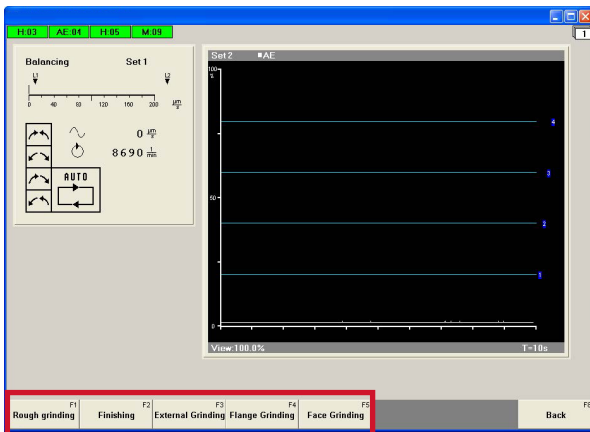 H:03 AE:04 H:05 M:09
1
Balancing Set 1
L1 L2
0 40 80 120 160 200 µm/s
0 µm/s
8690 1/min
AUTO
Set 2 AE
100
%
4
3
50
2
1
0
View:100.0% T=10s
F1 F2 F3 F4 F5 F8
Rough grinding Finishing External Grinding Flange Grinding Face Grinding Back